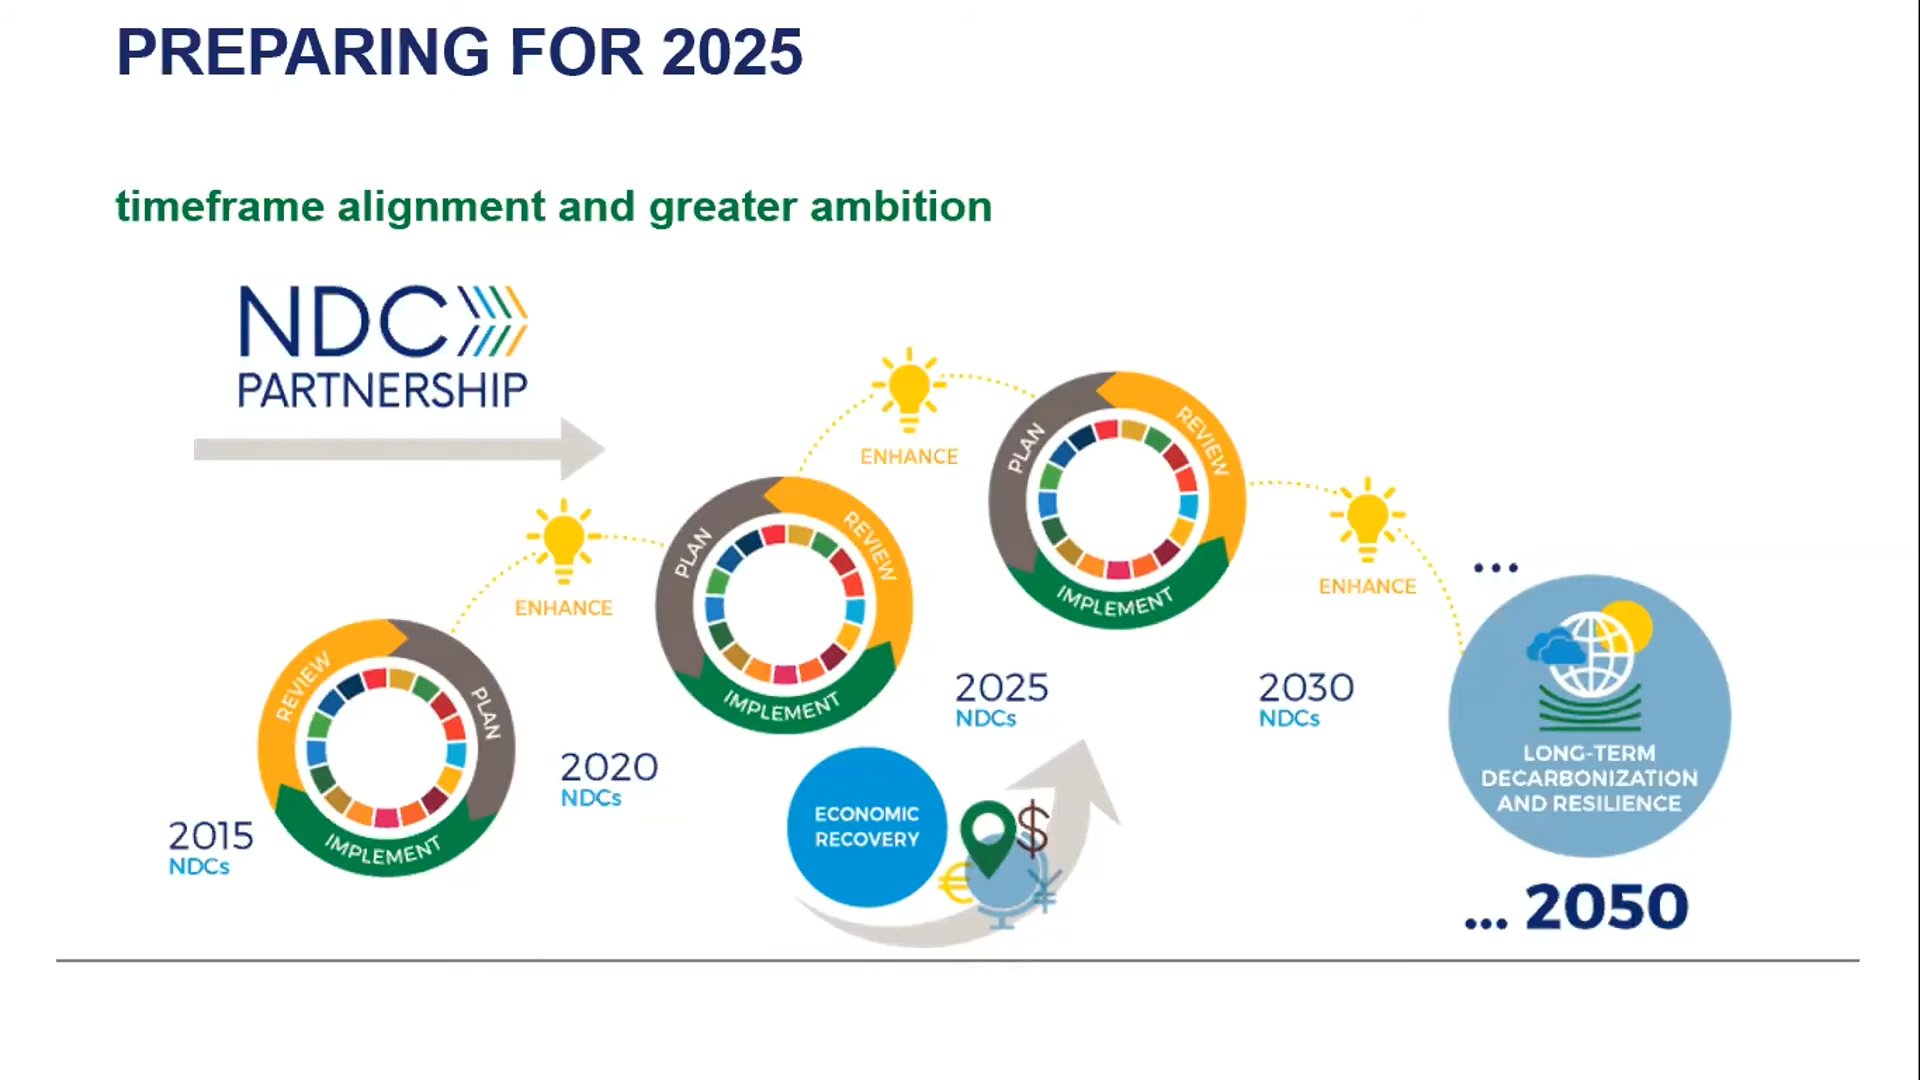 PREPARING FOR 2025
timeframe alignment and greater ambition
NDC
PARTNERSHIP
2015
NDCs
REVIEW
PLAN
IMPLEMENT
ENHANCE
2020
NDCs
PLAN
REVIEW
IMPLEMENT
ENHANCE
2025
NDCs
PLAN
REVIEW
IMPLEMENT
ENHANCE
2030
NDCs
ECONOMIC
RECOVERY
€
$
¥
...
LONG-TERM
DECARBONIZATION
AND RESILIENCE
... 2050